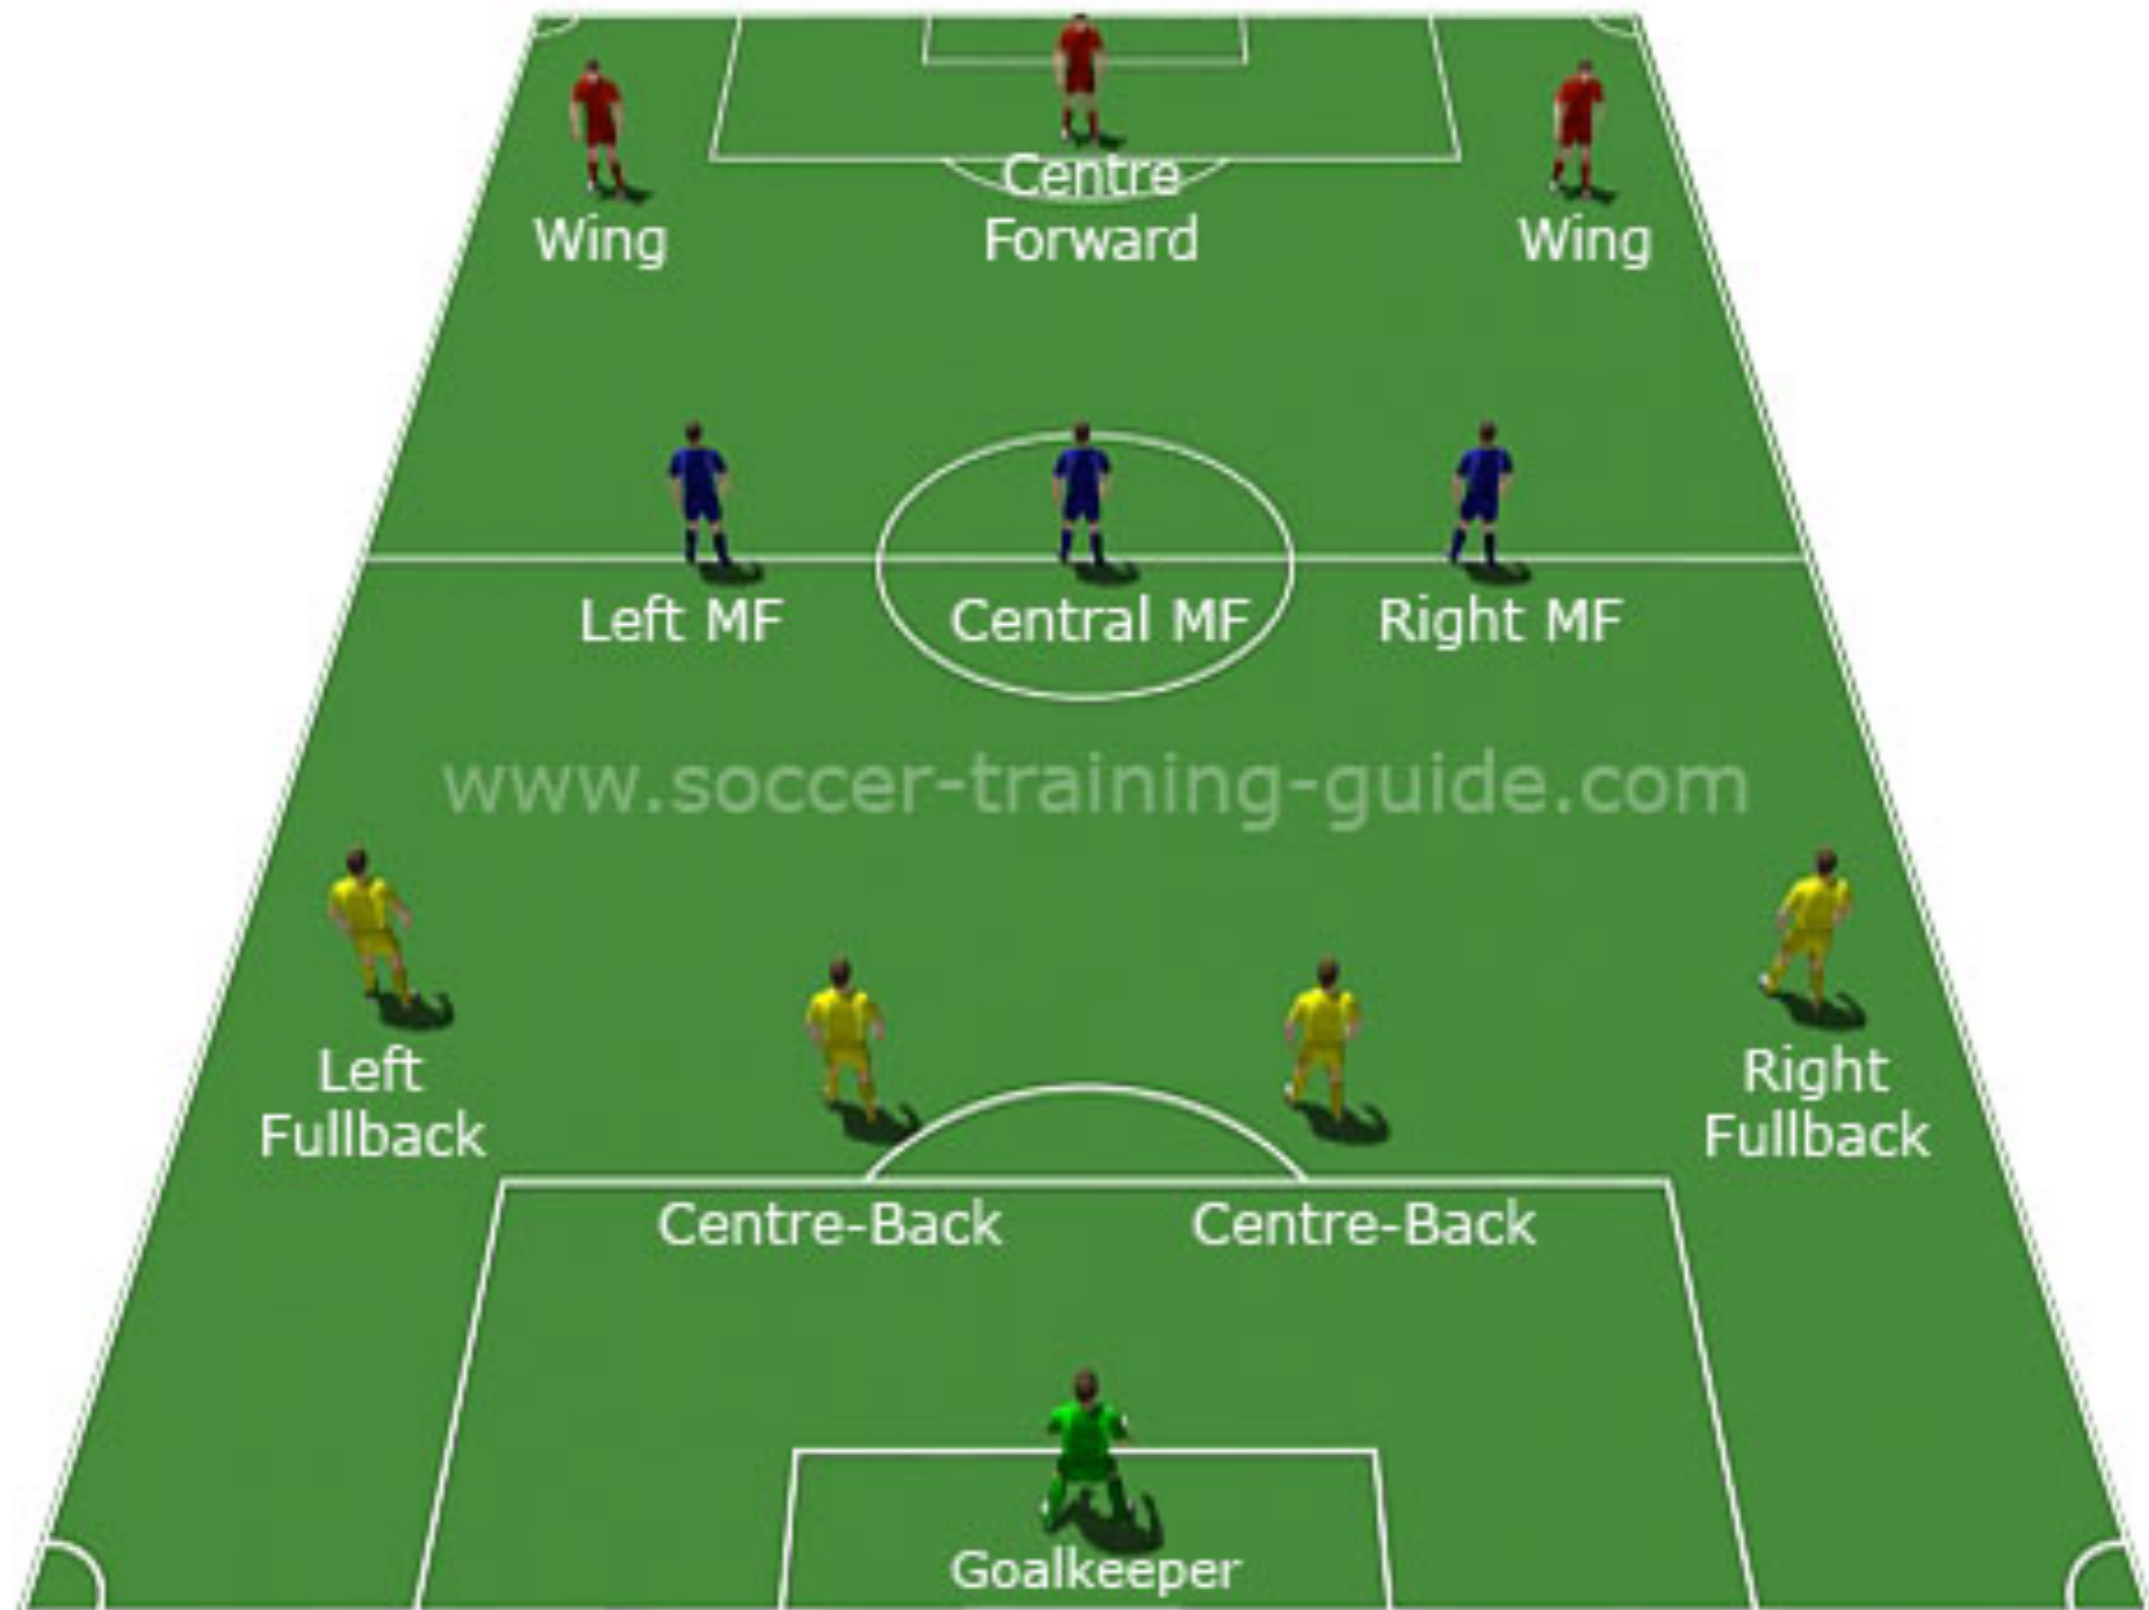 Centre
Forward
Wing
Wing
Left MF
Central MF
Right MF
www.soccer-training-guide.com
Left
Fullback
Right
Fullback
Centre-Back
Centre-Back
Goalkeeper